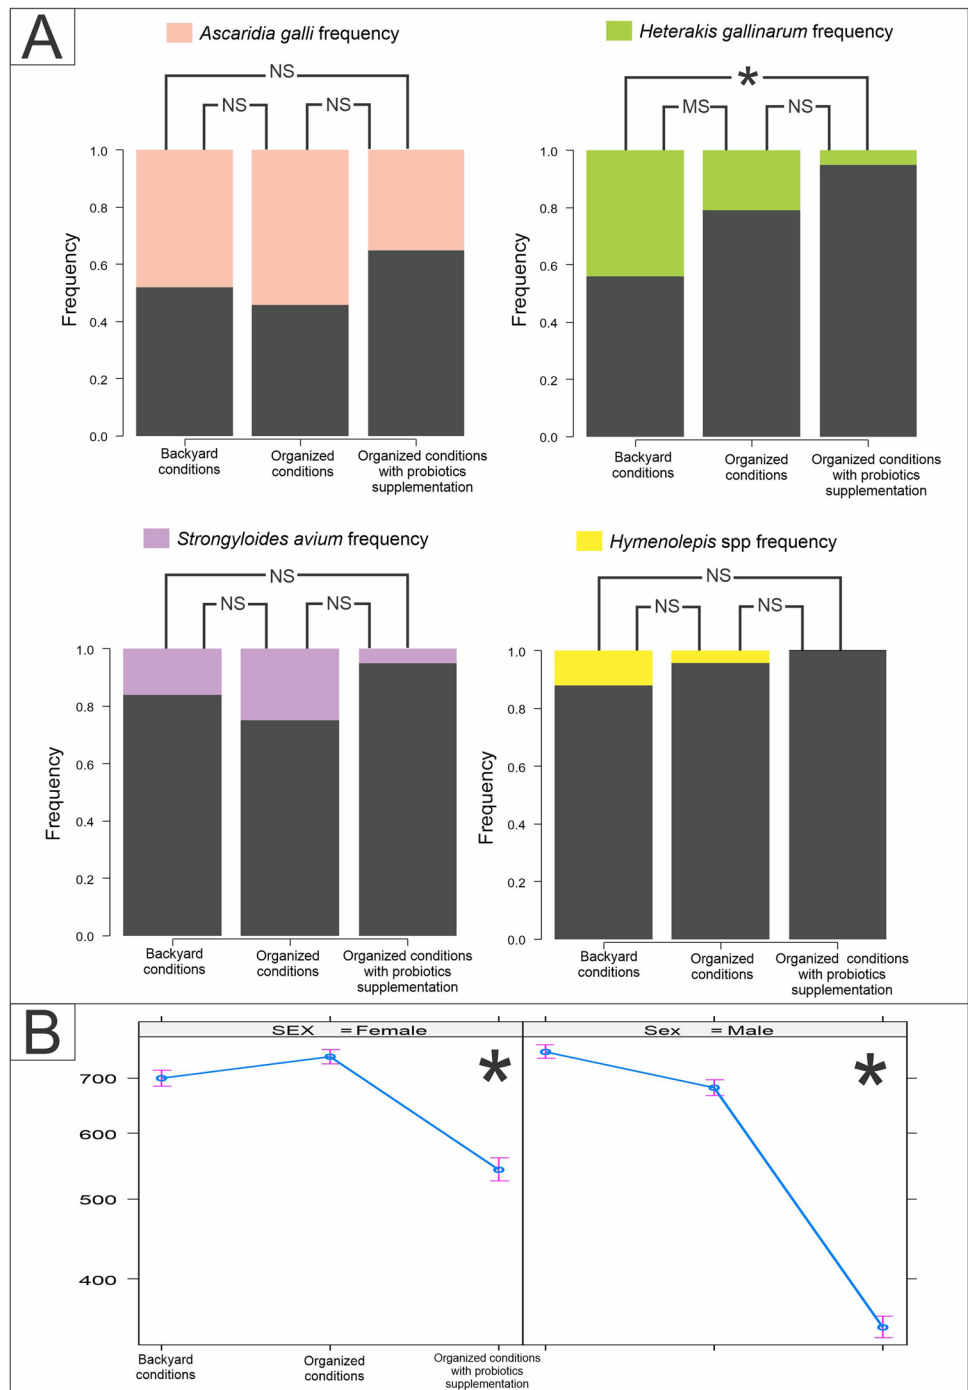 A
Ascaridia galli frequency
NS
NS
NS
1.0
0.8
0.6
0.4
0.2
0.0
Frequency
Backyard
conditions
Organized
conditions
Organized conditions
with probiotics
supplementation
Heterakis gallinarum frequency
*
MS
NS
1.0
0.8
0.6
0.4
0.2
0.0
Frequency
Backyard
conditions
Organized
conditions
Organized conditions
with probiotics
supplementation
Strongyloides avium frequency
NS
NS
NS
1.0
0.8
0.6
0.4
0.2
0.0
Frequency
Backyard
conditions
Organized
conditions
Organized conditions
with probiotics
supplementation
Hymenolepis spp frequency
NS
NS
NS
1.0
0.8
0.6
0.4
0.2
0.0
Frequency
Backyard
conditions
Organized
conditions
Organized conditions
with probiotics
supplementation
B
SEX = Female
*
Sex = Male
*
700
600
500
400
Backyard
conditions
Organized
conditions
Organized conditions
with probiotics
supplementation